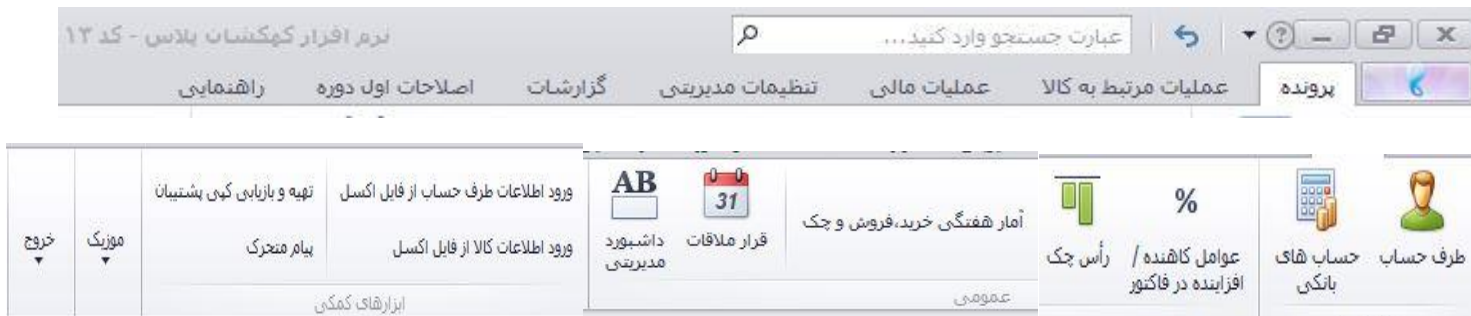 عبارت جستجو وارد کنید...
نرم افزار کهکشان پلاس - کد ۱۳
پرونده
عملیات مرتبط به کالا
عملیات مالی
تنظیمات مدیریتی
گزارشات
اصلاحات اول دوره
راهنمایی
طرف حساب
حساب های
بانکی
%
عوامل کاهنده /
افزاینده در فاکتور
رأس چک
آمار هفتگی خرید،فروش و چک
31
قرار ملاقات
AB
داشبورد
مدیریتی
عمومی
ورود اطلاعات طرف حساب از فایل اکسل
ورود اطلاعات کالا از فایل اکسل
تهیه و بازیابی کپی پشتیبان
پیام متحرک
ابزارهای کمکی
موزیک
خروج